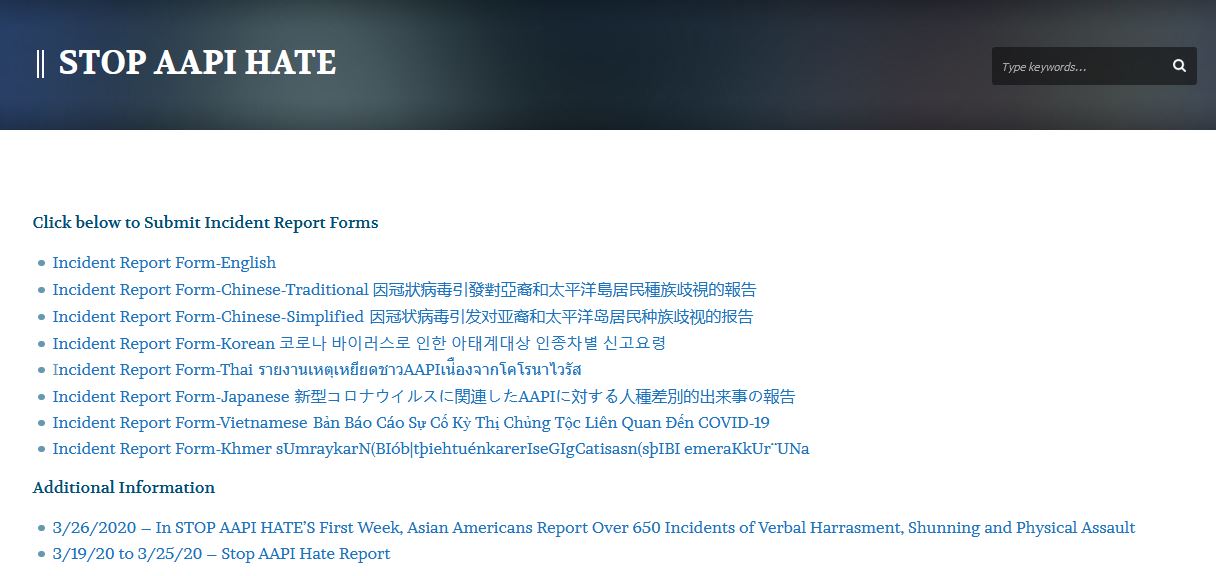 STOP AAPI HATE
Type keywords...
Click below to Submit Incident Report Forms
Incident Report Form-English
Incident Report Form-Chinese-Traditional 因冠狀病毒引發對亞裔和太平洋島居民種族歧視的報告
Incident Report Form-Chinese-Simplified 因冠状病毒引发对亚裔和太平洋岛居民种族歧视的报告
Incident Report Form-Korean 코로나 바이러스로 인한 아태계대상 인종차별 신고요령
Incident Report Form-Thai รายงานเหตุเหยียดชาวAAPIเนื่องจากโคโรนาไวรัส
Incident Report Form-Japanese 新型コロナウイルスに関連したAAPIに対する人種差別的出来事の報告
Incident Report Form-Vietnamese Bản Báo Cáo Sự Cố Kỳ Thị Chủng Tộc Liên Quan Đến COVID-19
Incident Report Form-Khmer sUmraykarN(BIób|tþiehtuénkarerIseGIgCatisasn(sþIBI emeraKkUr¨UNa
Additional Information
3/26/2020 – In STOP AAPI HATE'S First Week, Asian Americans Report Over 650 Incidents of Verbal Harrasment, Shunning and Physical Assault
3/19/20 to 3/25/20 – Stop AAPI Hate Report